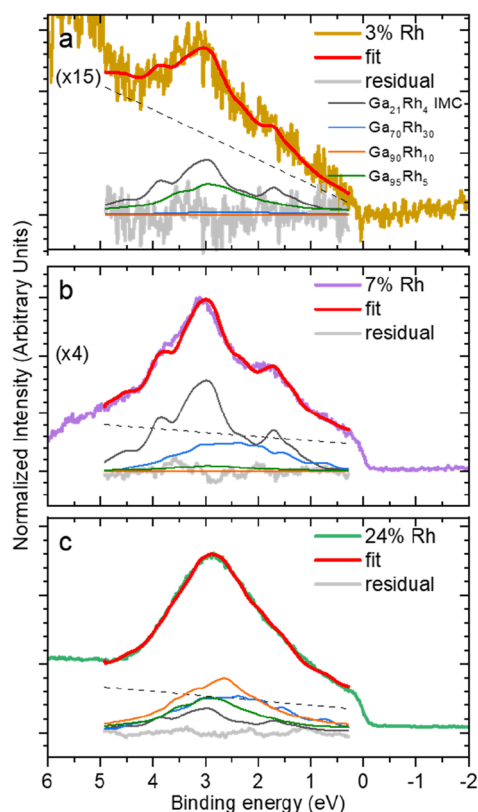 Normalized Intensity (Arbitrary Units)
a
(x15)
3% Rh
fit
residual
Ga₂₁Rh₄ IMC
Ga₇₀Rh₃₀
Ga₉₀Rh₁₀
Ga₉₅Rh₅
b
(x4)
7% Rh
fit
residual
c
24% Rh
fit
residual
6 5 4 3 2 1 0 -1 -2
Binding energy (eV)